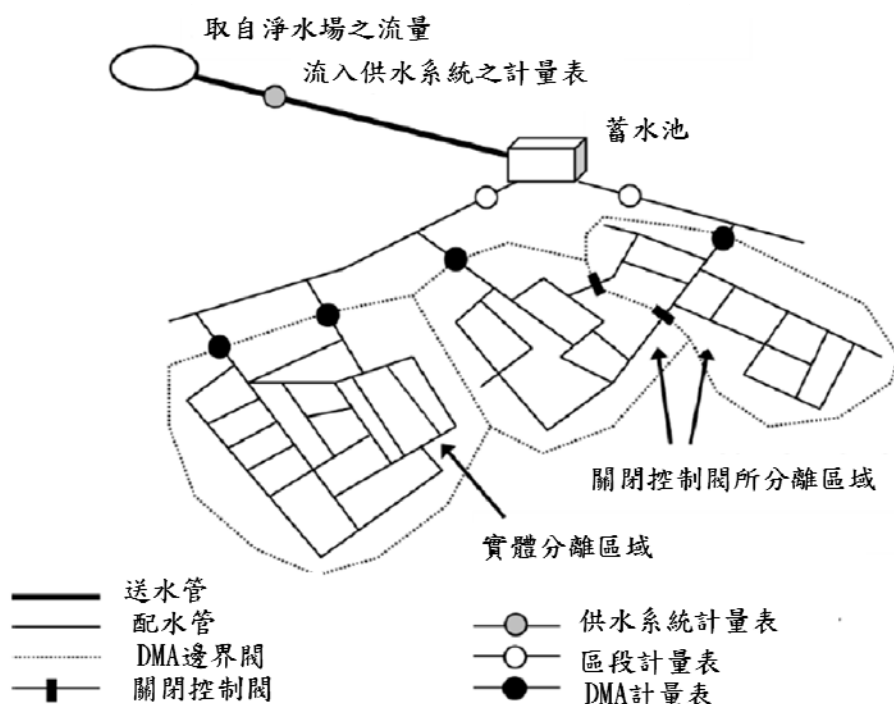 取自淨水場之流量
流入供水系統之計量表
蓄水池
關閉控制閥所分離區域
實體分離區域
送水管
配水管
DMA邊界閥
關閉控制閥
供水系統計量表
區段計量表
DMA計量表